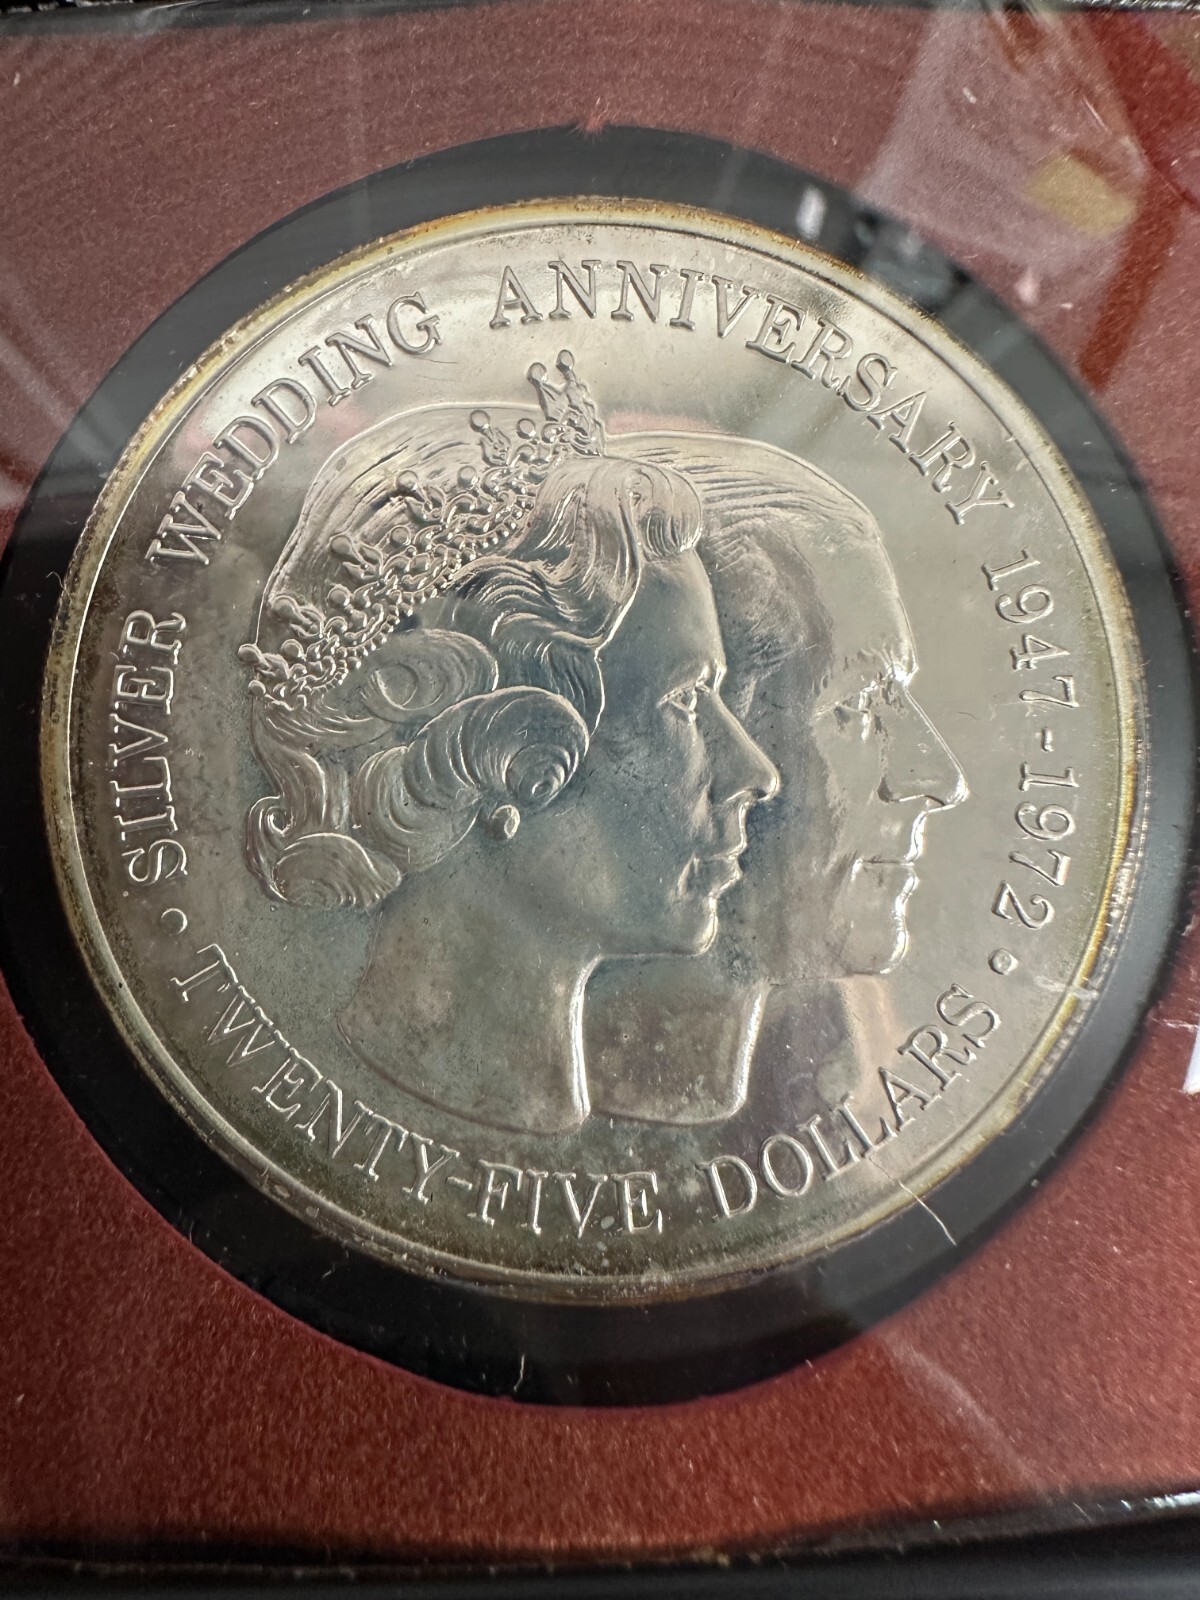 SILVER WEDDING ANNIVERSARY 1947-1972
TWENTY-FIVE DOLLARS